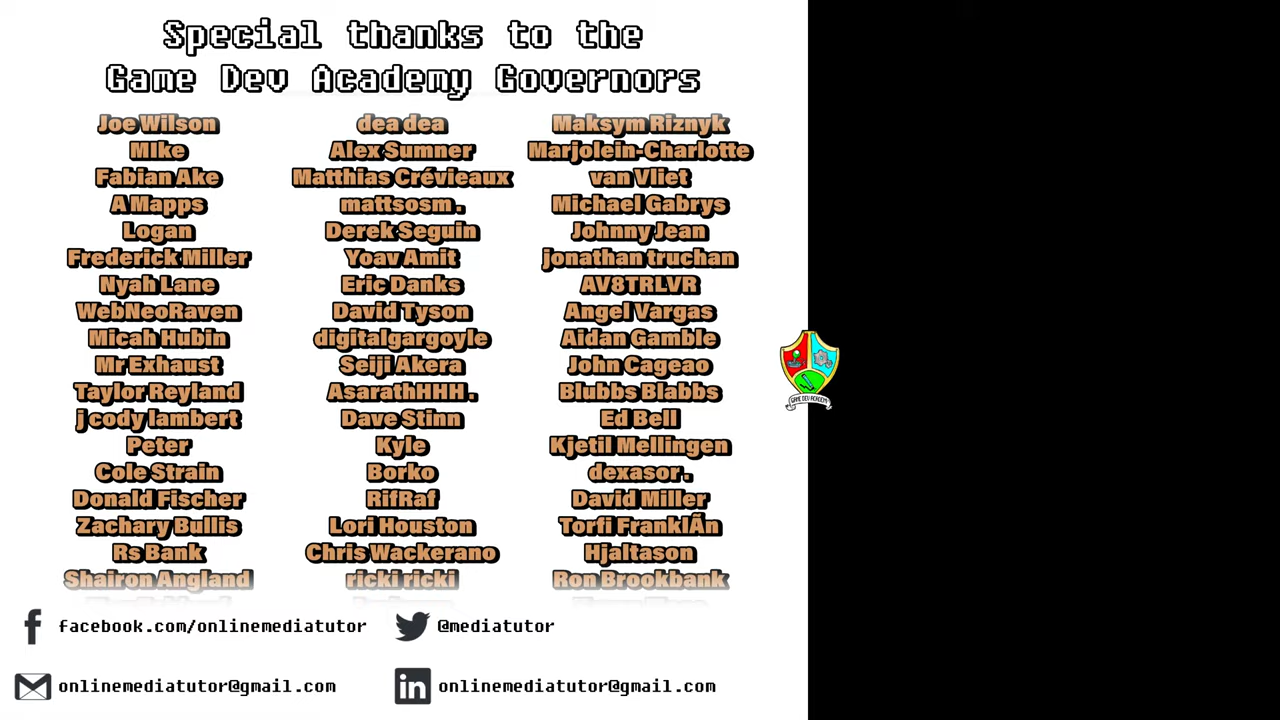 Special thanks to the
Game Dev Academy Governors
Joe Wilson
MIke
Fabian Ake
A Mapps
Logan
Frederick Miller
Nyah Lane
WebNeoRaven
Micah Hubin
Mr Exhaust
Taylor Reyland
j cody lambert
Peter
Cole Strain
Donald Fischer
Zachary Bullis
Rs Bank
Shairon Angland
dea dea
Alex Sumner
Matthias Crévieaux
mattsosm .
Derek Seguin
Yoav Amit
Eric Danks
David Tyson
digitalgargoyle
Seiji Akera
AsarathHHH .
Dave Stinn
Kyle
Borko
RifRaf
Lori Houston
Chris Wackerano
ricki ricki
Maksym Riznyk
Marjolein-Charlotte
van Vliet
Michael Gabrys
Johnny Jean
jonathan truchan
AV8TRLVR
Angel Vargas
Aidan Gamble
John Cageao
Blubbs Blabbs
Ed Bell
Kjetil Mellingen
dexasor .
David Miller
Torfi FranklÃn
Hjaltason
Ron Brookbank
GAME DEV ACADEMY
facebook.com/onlinemediatutor
@mediatutor
onlinemediatutor@gmail.com
onlinemediatutor@gmail.com